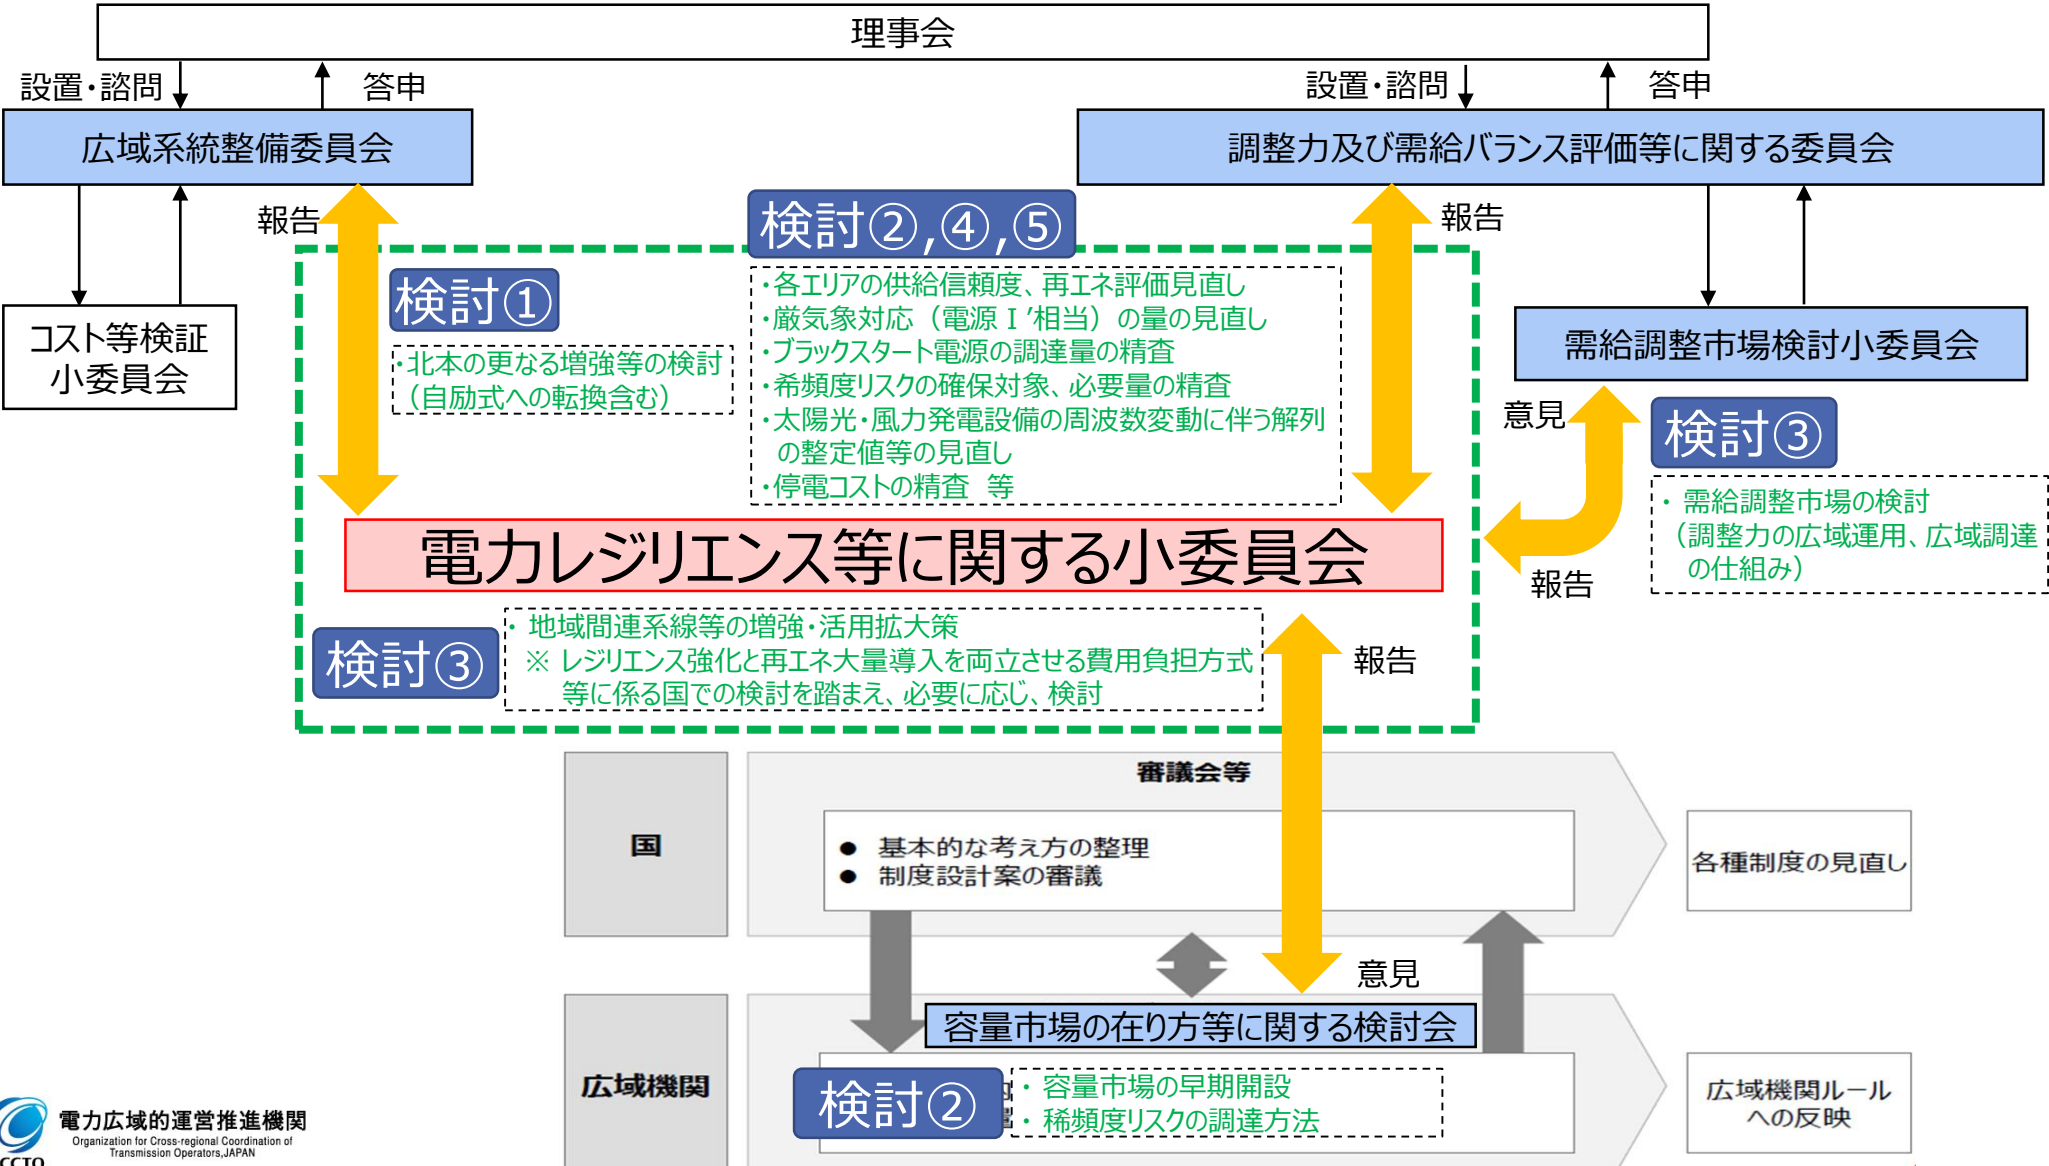 理事会
設置・諮問
答申
設置・諮問
答申
広域系統整備委員会
調整力及び需給バランス評価等に関する委員会
報告
検討②,④,⑤
報告
・各エリアの供給信頼度、再エネ評価見直し
・厳気象対応（電源Ⅰ’相当）の量の見直し
・ブラックスタート電源の調達量の精査
・希頻度リスクの確保対象、必要量の精査
・太陽光・風力発電設備の周波数変動に伴う解列
の整定値等の見直し
・停電コストの精査 等
検討①
・北本の更なる増強等の検討
（自励式への転換含む）
コスト等検証
小委員会
需給調整市場検討小委員会
意見
検討③
・ 需給調整市場の検討
（調整力の広域運用、広域調達
の仕組み）
報告
電力レジリエンス等に関する小委員会
検討③
・ 地域間連系線等の増強・活用拡大策
※ レジリエンス強化と再エネ大量導入を両立させる費用負担方式
等に係る国での検討を踏まえ、必要に応じ、検討
報告
審議会等
国
● 基本的な考え方の整理
● 制度設計案の審議
各種制度の見直し
意見
容量市場の在り方等に関する検討会
広域機関
検討②
・ 容量市場の早期開設
・ 稀頻度リスクの調達方法
広域機関ルール
への反映
電力広域的運営推進機関
Organization for Cross-regional Coordination of
Transmission Operators,JAPAN